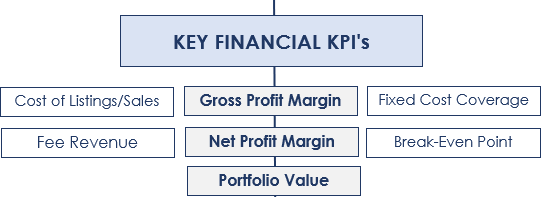 KEY FINANCIAL KPI's
Cost of Listings/Sales
Gross Profit Margin
Fixed Cost Coverage
Fee Revenue
Net Profit Margin
Break-Even Point
Portfolio Value